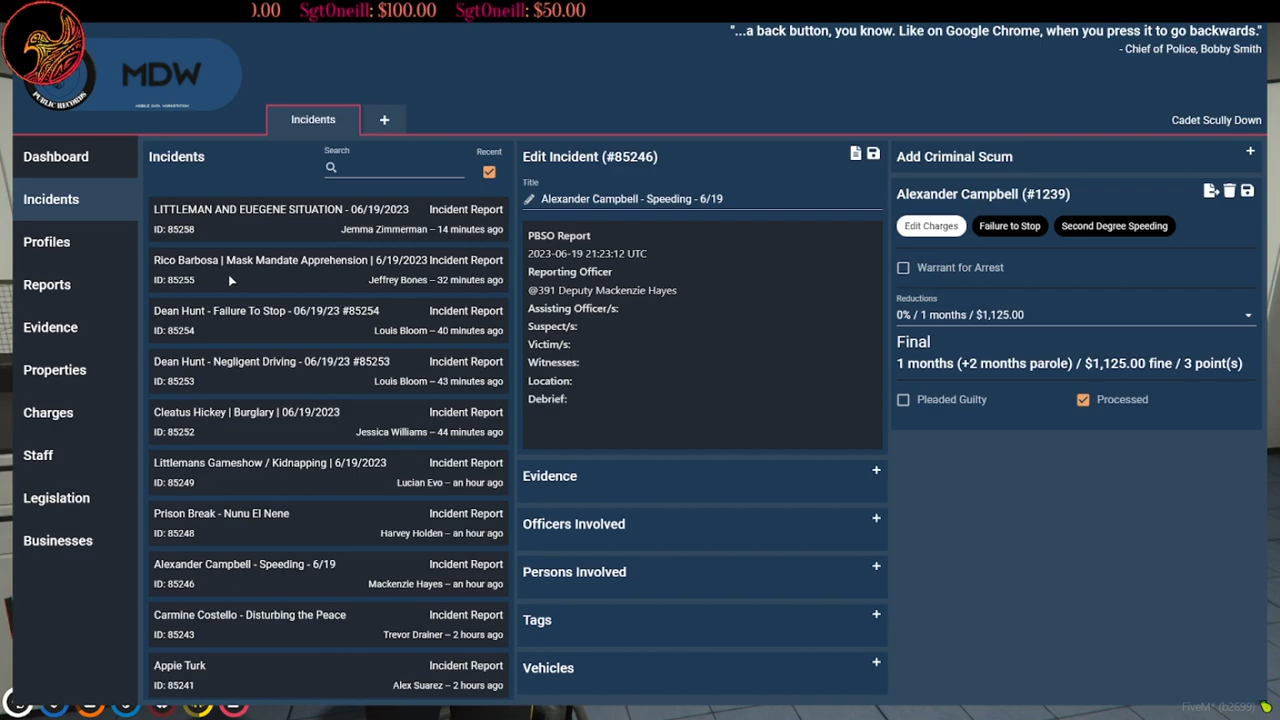 0.00 SgtOneill: $100.00 SgtOneill: $50.00
"...a back button, you know. Like on Google Chrome, when you press it to go backwards."
- Chief of Police, Bobby Smith
MDW
MOBILE DATA WORKSTATION
PUBLIC RECORDS
Incidents
+
Cadet Scully Down
Dashboard
Incidents
Profiles
Reports
Evidence
Properties
Charges
Staff
Legislation
Businesses
Incidents
Search
Recent
LITTLEMAN AND EUEGENE SITUATION - 06/19/2023 Incident Report
ID: 85258 Jemma Zimmerman – 14 minutes ago
Rico Barbosa | Mask Mandate Apprehension | 6/19/2023 Incident Report
ID: 85255 Jeffrey Bones – 32 minutes ago
Dean Hunt - Failure To Stop - 06/19/23 #85254 Incident Report
ID: 85254 Louis Bloom – 40 minutes ago
Dean Hunt - Negligent Driving - 06/19/23 #85253 Incident Report
ID: 85253 Louis Bloom – 43 minutes ago
Cleatus Hickey | Burglary | 06/19/2023 Incident Report
ID: 85252 Jessica Williams – 44 minutes ago
Littlemans Gameshow / Kidnapping | 6/19/2023 Incident Report
ID: 85249 Lucian Evo – an hour ago
Prison Break - Nunu El Nene Incident Report
ID: 85248 Harvey Holden – an hour ago
Alexander Campbell - Speeding - 6/19 Incident Report
ID: 85246 Mackenzie Hayes – an hour ago
Carmine Costello - Disturbing the Peace Incident Report
ID: 85243 Trevor Drainer – 2 hours ago
Appie Turk Incident Report
ID: 85241 Alex Suarez – 2 hours ago
Edit Incident (#85246)
Title
Alexander Campbell - Speeding - 6/19
PBSO Report
2023-06-19 21:23:12 UTC
Reporting Officer
@391 Deputy Mackenzie Hayes
Assisting Officer/s:
Suspect/s:
Victim/s:
Witnesses:
Location:
Debrief:
Evidence +
Officers Involved +
Persons Involved +
Tags +
Vehicles +
Add Criminal Scum +
Alexander Campbell (#1239)
Edit Charges Failure to Stop Second Degree Speeding
Warrant for Arrest
Reductions
0% / 1 months / $1,125.00
Final
1 months (+2 months parole) / $1,125.00 fine / 3 point(s)
Pleaded Guilty Processed
FiveM* (b2699)